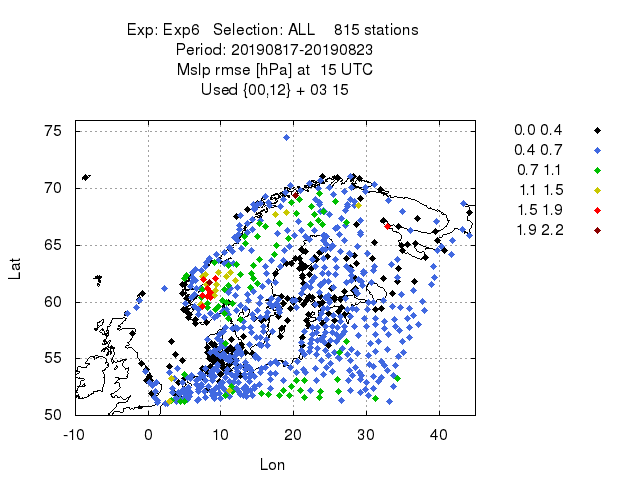 Exp: Exp6   Selection: ALL    815 stations
Period: 20190817-20190823
Mslp rmse [hPa] at  15 UTC
Used {00,12} + 03 15
0.0 0.4
0.4 0.7
0.7 1.1
1.1 1.5
1.5 1.9
1.9 2.2
75
70
65
60
55
50
Lat
-10 0 10 20 30 40
Lon